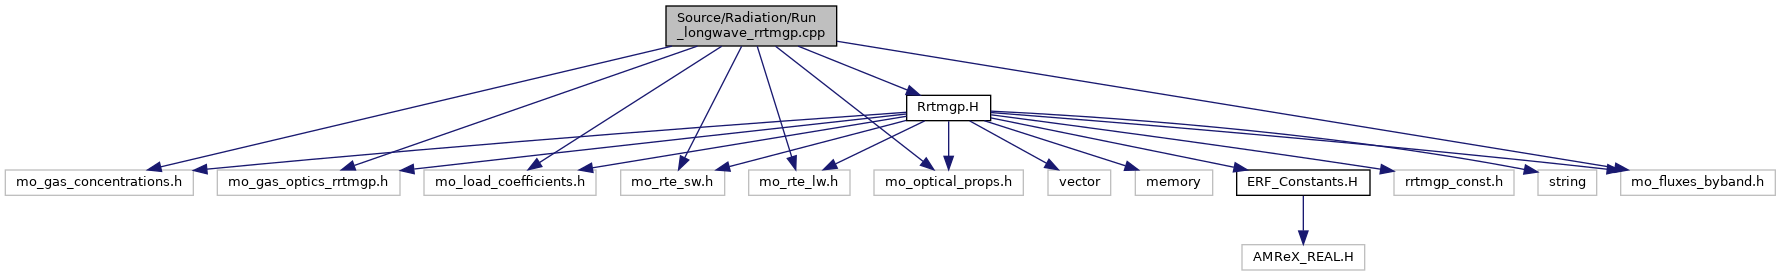 Source/Radiation/Run
_longwave_rrtmgp.cpp
Rrtmgp.H
mo_gas_concentrations.h
mo_gas_optics_rrtmgp.h
mo_load_coefficients.h
mo_rte_sw.h
mo_rte_lw.h
mo_optical_props.h
vector
memory
ERF_Constants.H
rrtmgp_const.h
string
mo_fluxes_byband.h
AMReX_REAL.H